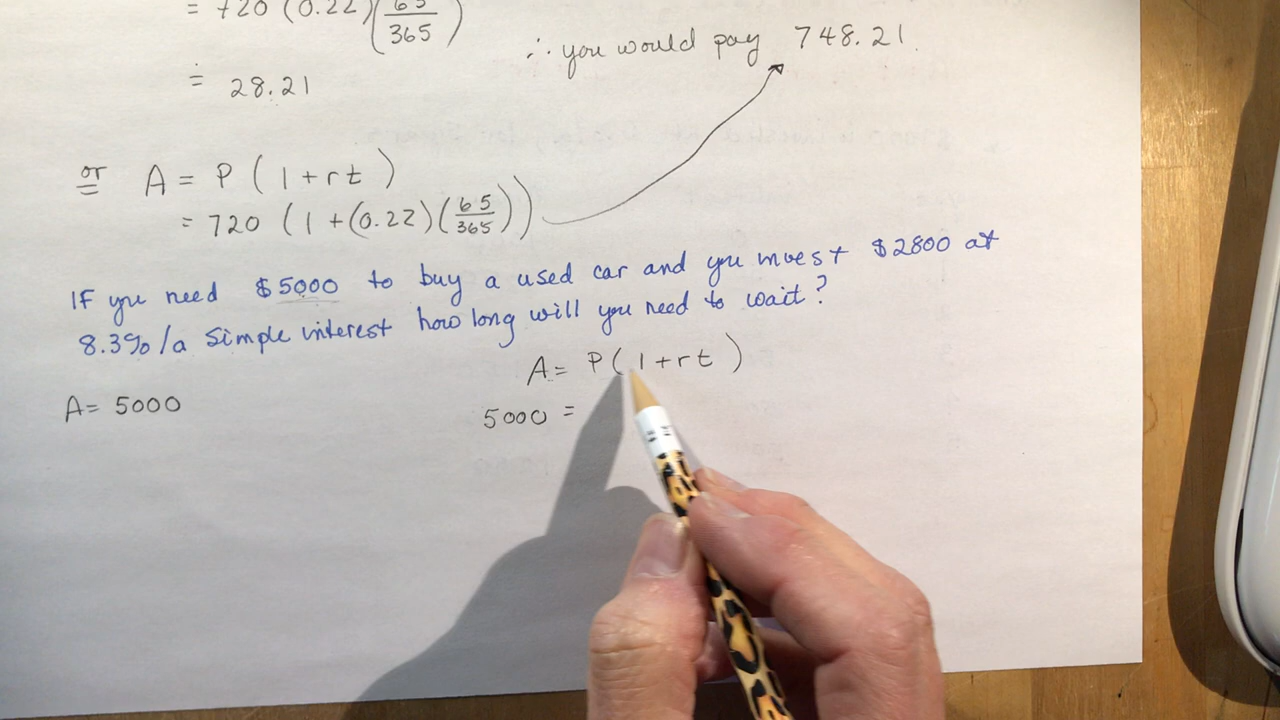 = 720 (0.22)(65/365)
∴ you would pay 748.21.
≐ 28.21
or A = P(1+rt)
= 720 (1+(0.22)(65/365))
IF you need $5000 to buy a used car and you invest $2800 at
8.3%/a simple interest how long will you need to wait?
A = P(1+rt)
A= 5000
5000 =